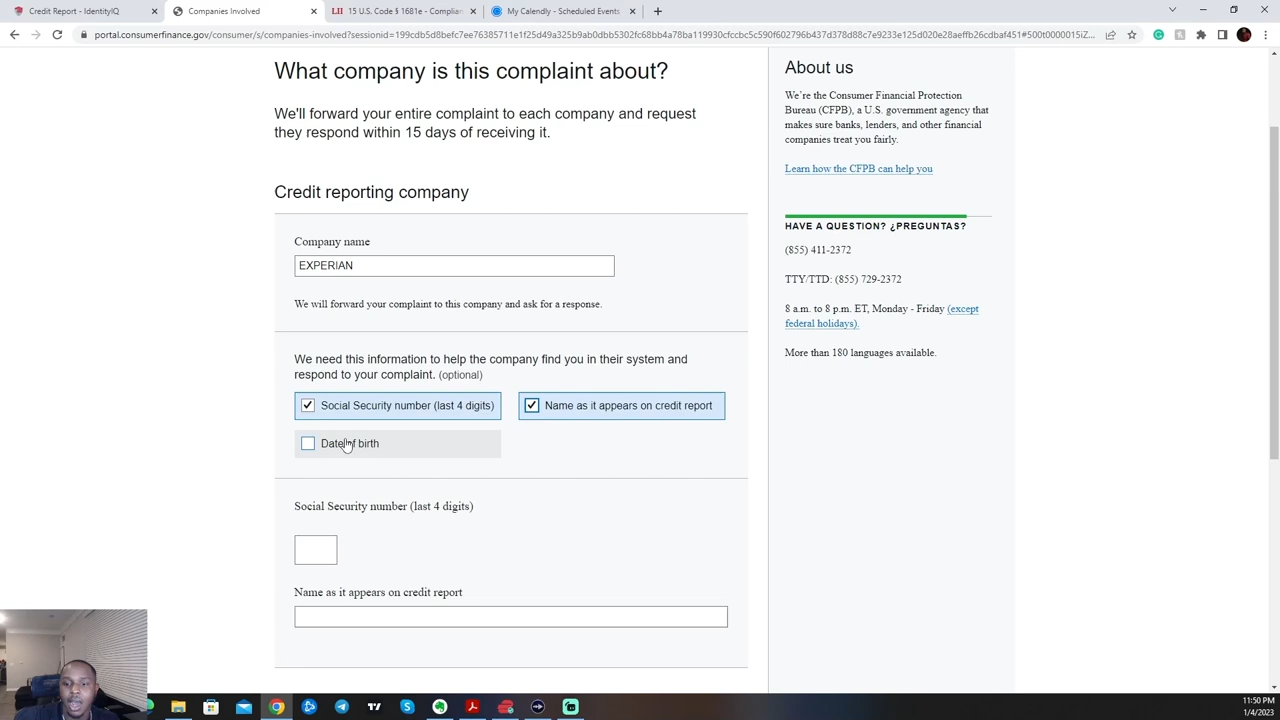 Credit Report - IdentityIQ
Companies Involved
15 U.S. Code § 1681e - Complian
My Calendly - Scheduled Events
portal.consumerfinance.gov/consumer/s/companies-involved?sessionid=199cdb5d8befc7ee76385711e1f25d49a325b9ab0dbb5302fc68bb4a78ba119930cfccbc5c590f602796b437d378d88c7e9233e125d020e28aeffb26cdbaf451#500t0000015iZ...
What company is this complaint about?
We'll forward your entire complaint to each company and request
they respond within 15 days of receiving it.
Credit reporting company
Company name
EXPERIAN
We will forward your complaint to this company and ask for a response.
We need this information to help the company find you in their system and
respond to your complaint. (optional)
Social Security number (last 4 digits)
Name as it appears on credit report
Date of birth
Social Security number (last 4 digits)
Name as it appears on credit report
About us
We're the Consumer Financial Protection
Bureau (CFPB), a U.S. government agency that
makes sure banks, lenders, and other financial
companies treat you fairly.
Learn how the CFPB can help you
HAVE A QUESTION? ¿PREGUNTAS?
(855) 411-2372
TTY/TTD: (855) 729-2372
8 a.m. to 8 p.m. ET, Monday - Friday (except
federal holidays).
More than 180 languages available.
11:50 PM
1/4/2023